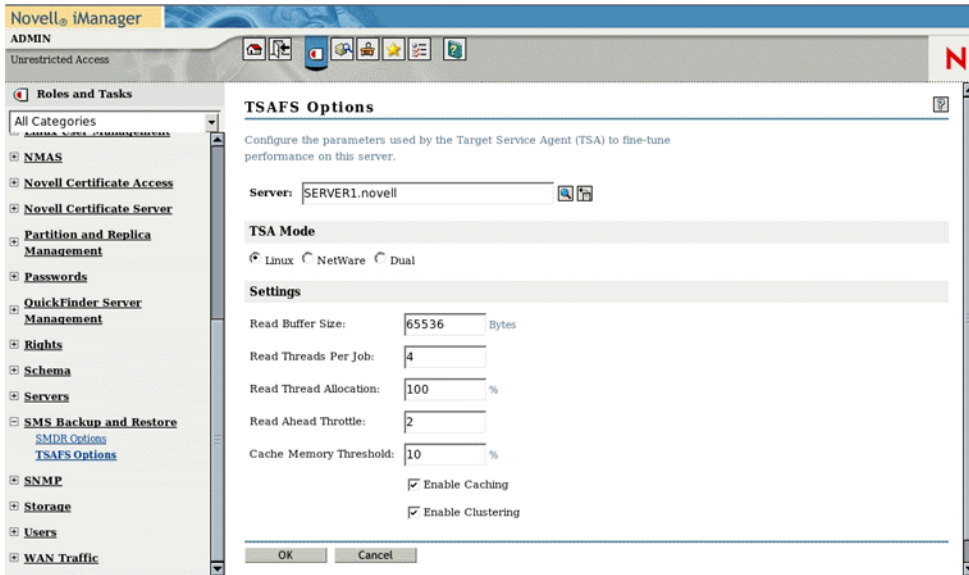 Novell® iManager
ADMIN
Unrestricted Access
N
Roles and Tasks
All Categories
Linux User Management
NMAS
Novell Certificate Access
Novell Certificate Server
Partition and Replica
Management
Passwords
QuickFinder Server
Management
Rights
Schema
Servers
SMS Backup and Restore
SMDR Options
TSAFS Options
SNMP
Storage
Users
WAN Traffic
TSAFS Options
Configure the parameters used by the Target Service Agent (TSA) to fine-tune
performance on this server.
Server: SERVER1.novell
TSA Mode
Linux NetWare Dual
Settings
Read Buffer Size: 65536 Bytes
Read Threads Per Job: 4
Read Thread Allocation: 100 %
Read Ahead Throttle: 2
Cache Memory Threshold: 10 %
Enable Caching
Enable Clustering
OK Cancel